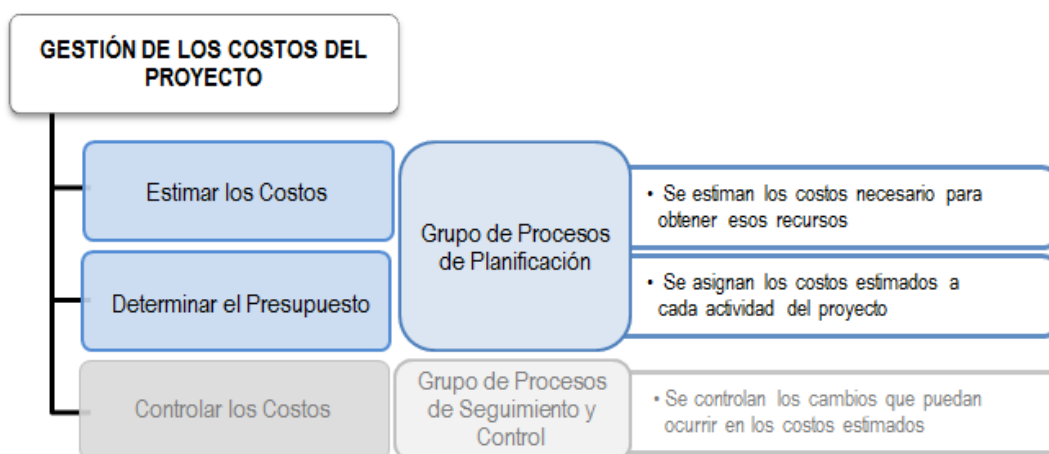 GESTIÓN DE LOS COSTOS DEL
PROYECTO
Estimar los Costos
Grupo de Procesos
de Planificación
• Se estiman los costos necesario para
obtener esos recursos
Determinar el Presupuesto
• Se asignan los costos estimados a
cada actividad del proyecto
Controlar los Costos
Grupo de Procesos
de Seguimiento y
Control
• Se controlan los cambios que puedan
ocurrir en los costos estimados